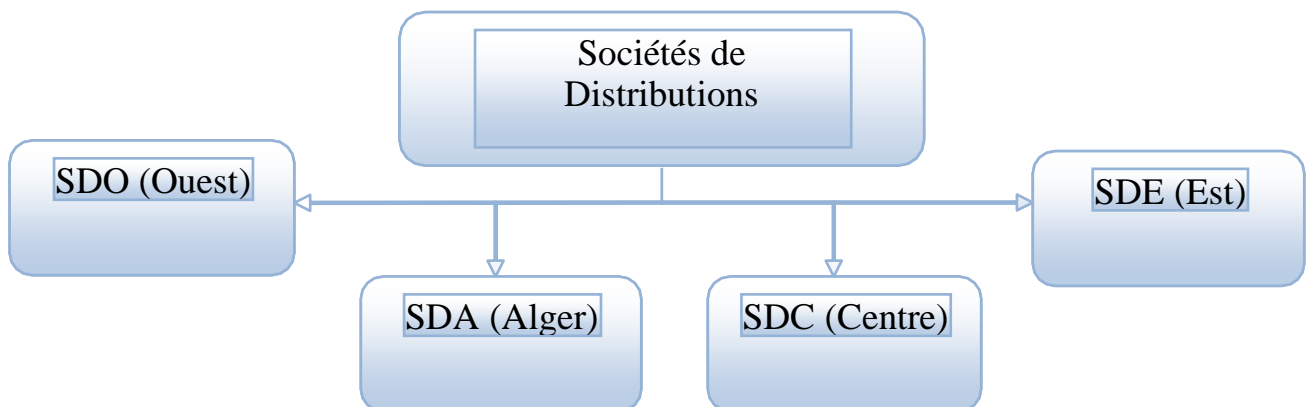 Sociétés de
Distributions
SDO (Ouest)
SDE (Est)
SDA (Alger)
SDC (Centre)